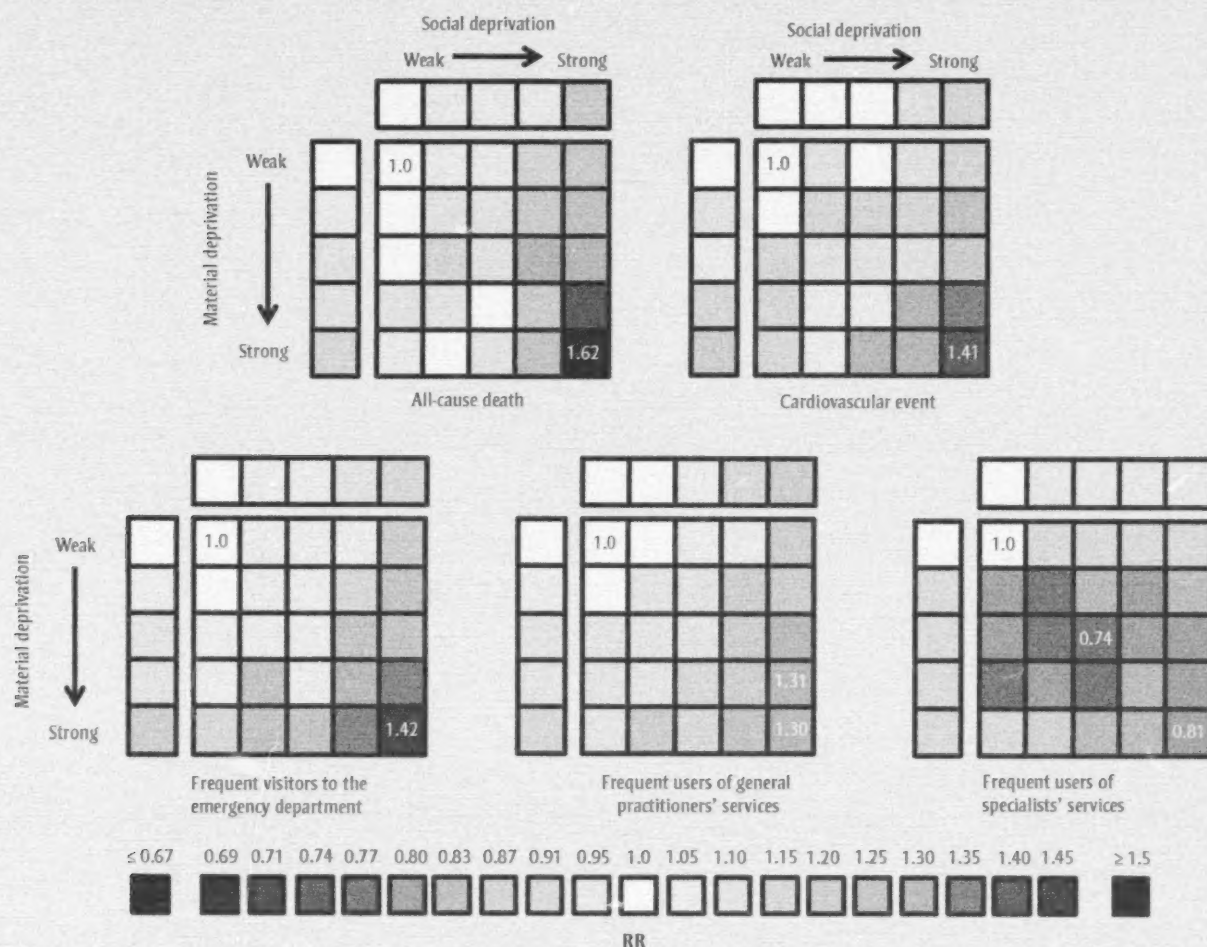 Social deprivation
Weak Strong
Social deprivation
Weak Strong
Material deprivation
Weak
Strong
1.0
1.62
All-cause death
1.0
1.41
Cardiovascular event
Material deprivation
Weak
Strong
1.0
1.42
Frequent visitors to the
emergency department
1.0
1.31
1.30
Frequent users of general
practitioners’ services
1.0
0.74
0.81
Frequent users of
specialists’ services
≤ 0.67 0.69 0.71 0.74 0.77 0.80 0.83 0.87 0.91 0.95 1.0 1.05 1.10 1.15 1.20 1.25 1.30 1.35 1.40 1.45 ≥ 1.5
RR